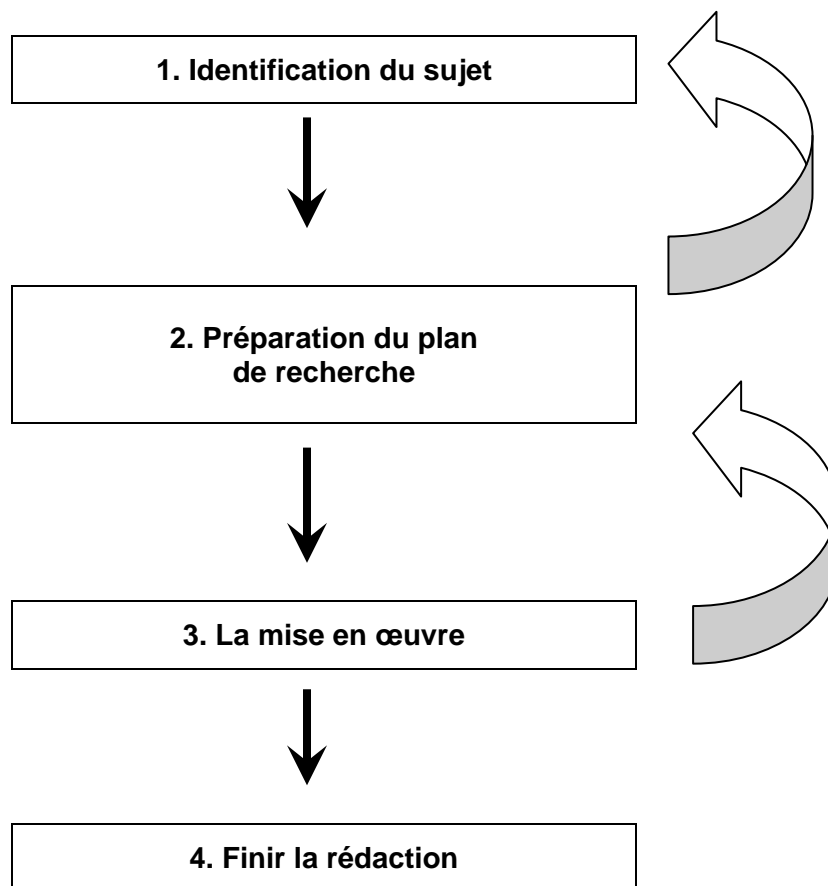 1. Identification du sujet
2. Préparation du plan
de recherche
3. La mise en œuvre
4. Finir la rédaction